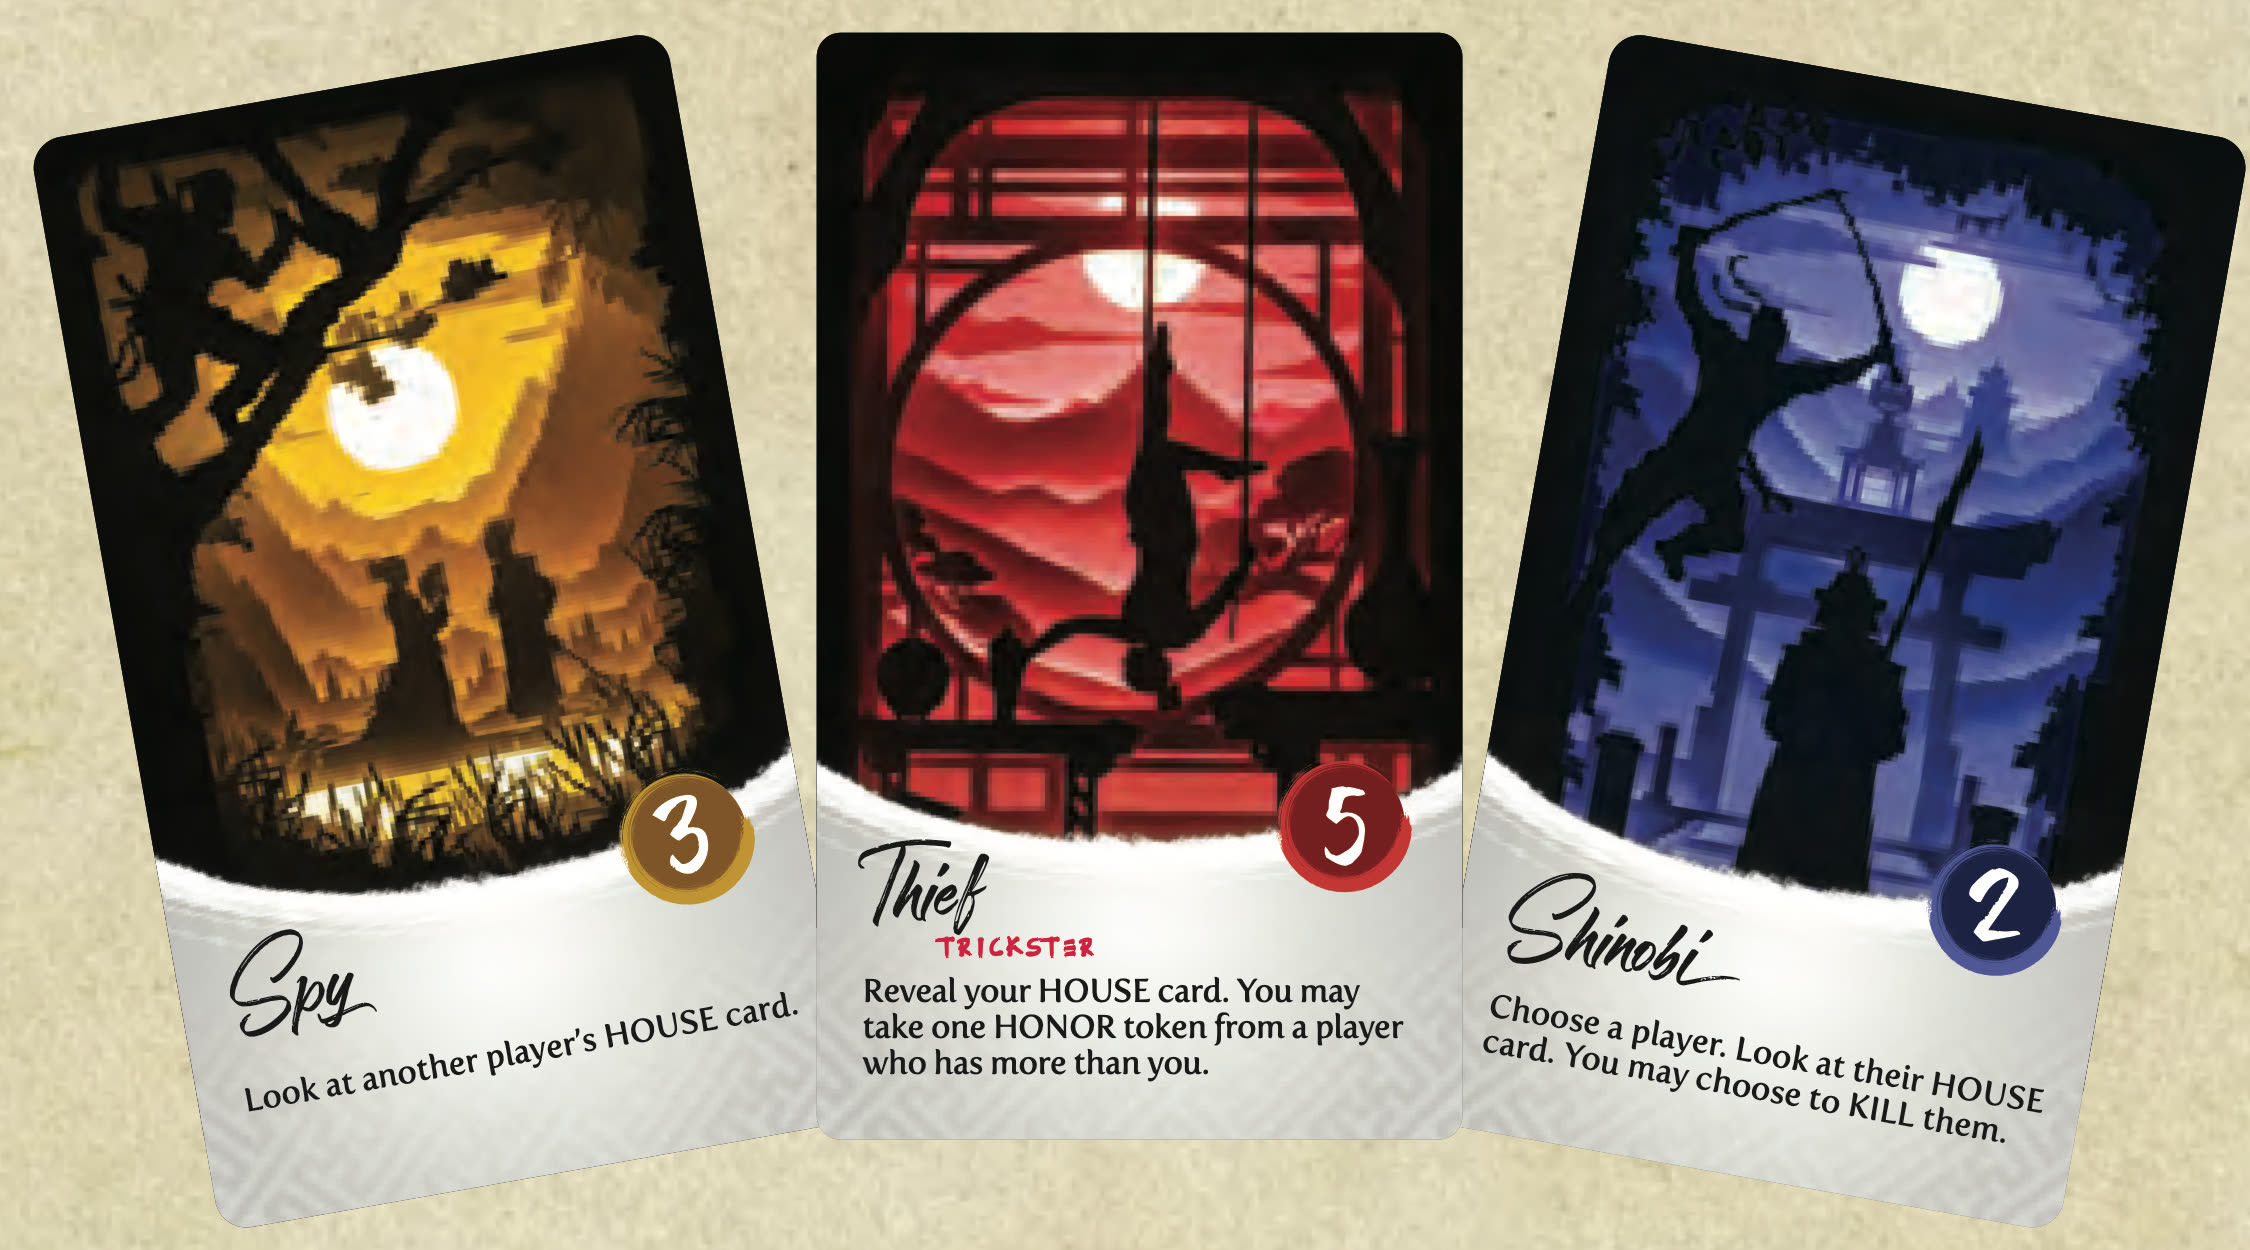 3
Spy
Look at another player's HOUSE card.
5
Thief
TRICKSTER
Reveal your HOUSE card. You may
take one HONOR token from a player
who has more than you.
2
Shinobi
Choose a player. Look at their HOUSE
card. You may choose to KILL them.